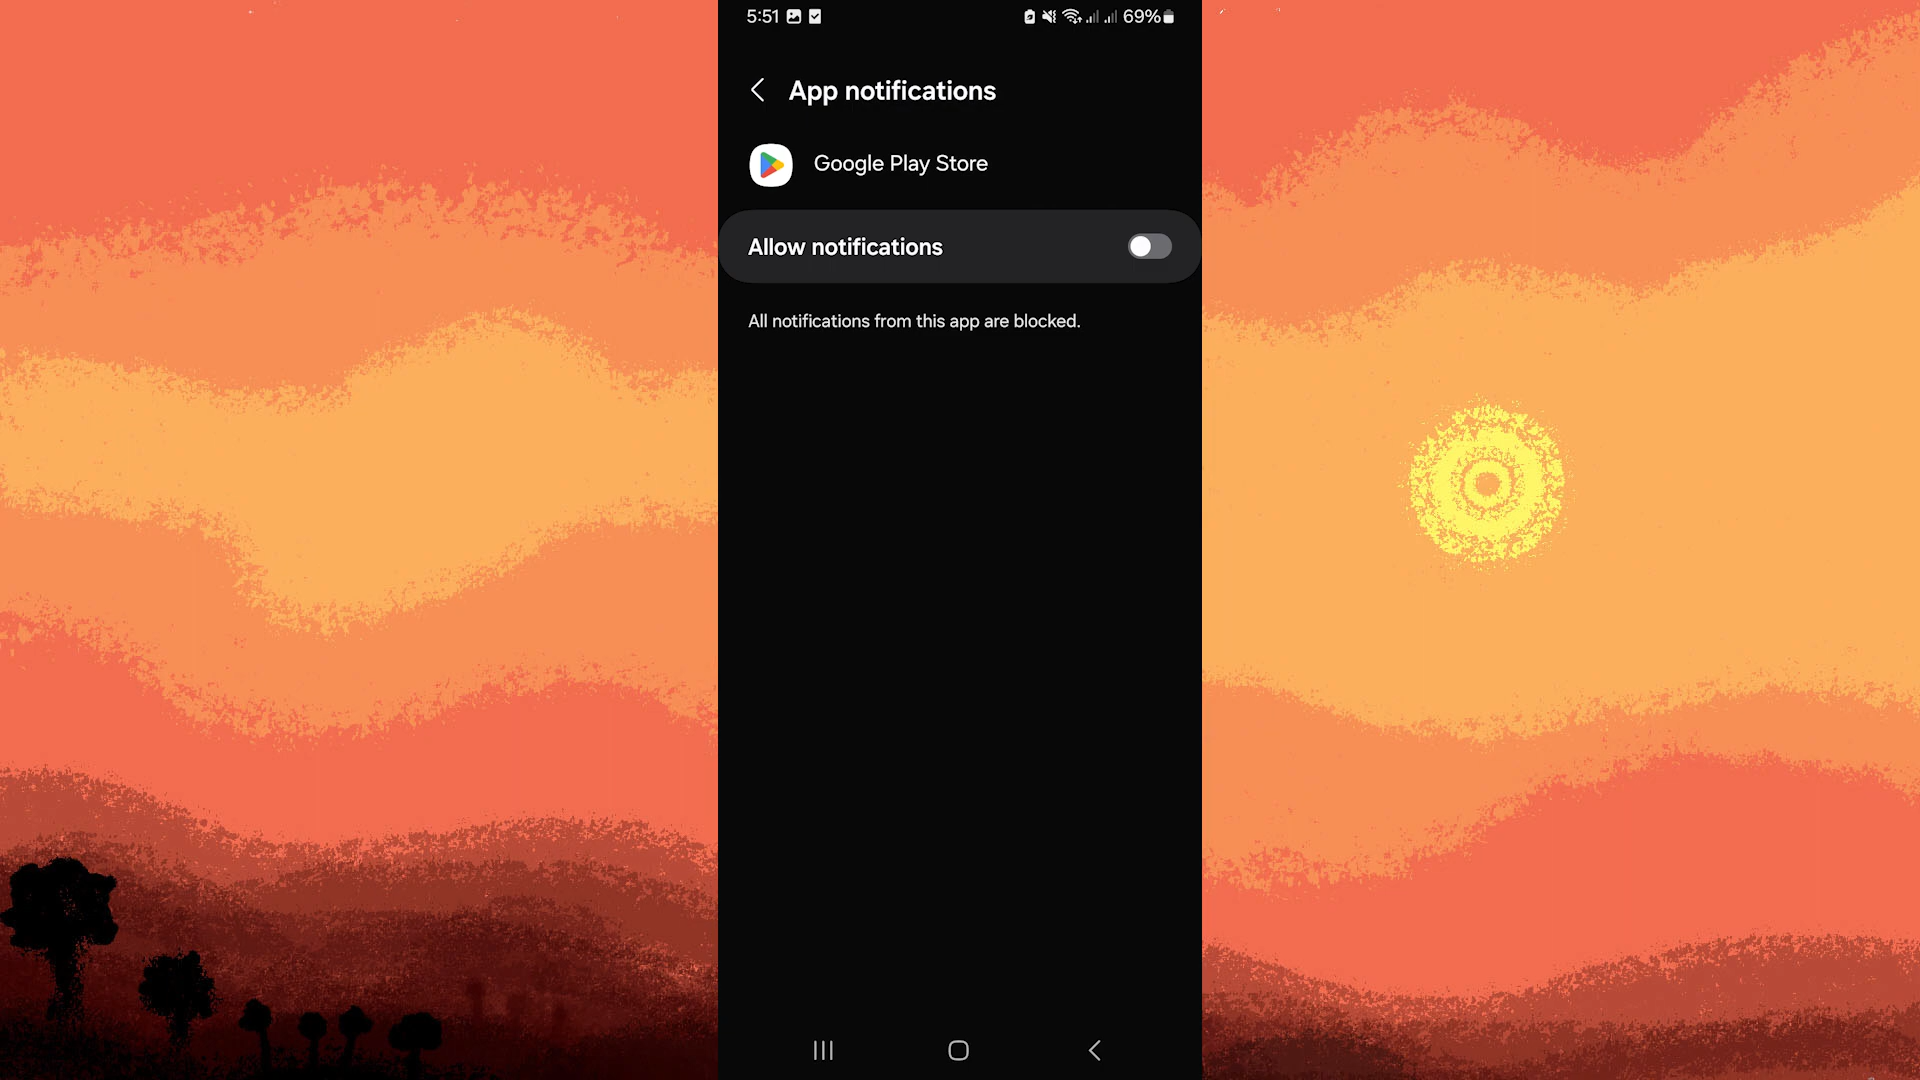 5:51 69%
App notifications
Google Play Store
Allow notifications
All notifications from this app are blocked.